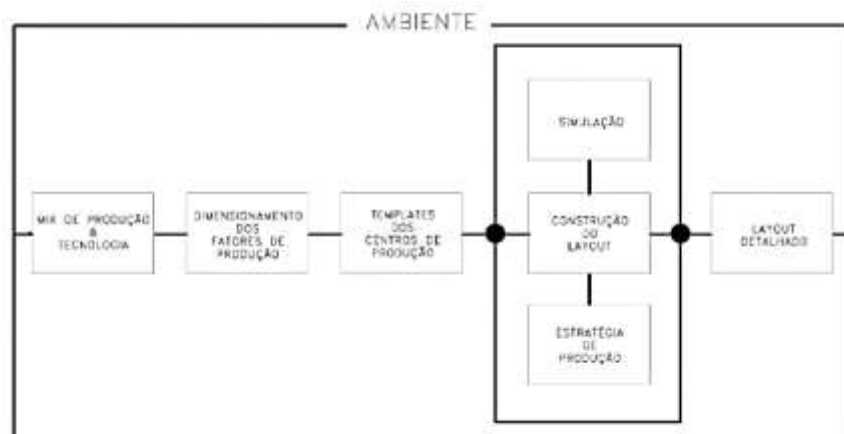 AMBIENTE
SIMULAÇÃO
MIX DE PRODUÇÃO
&
TECNOLOGIA
DIMENSIONAMENTO
DOS
FATORES DE
PRODUÇÃO
TEMPLATES
DOS
CENTROS DE
PRODUÇÃO
CONSTRUÇÃO
DO
LAYOUT
LAYOUT
DETALHADO
ESTRATÉGIA
DE
PRODUÇÃO